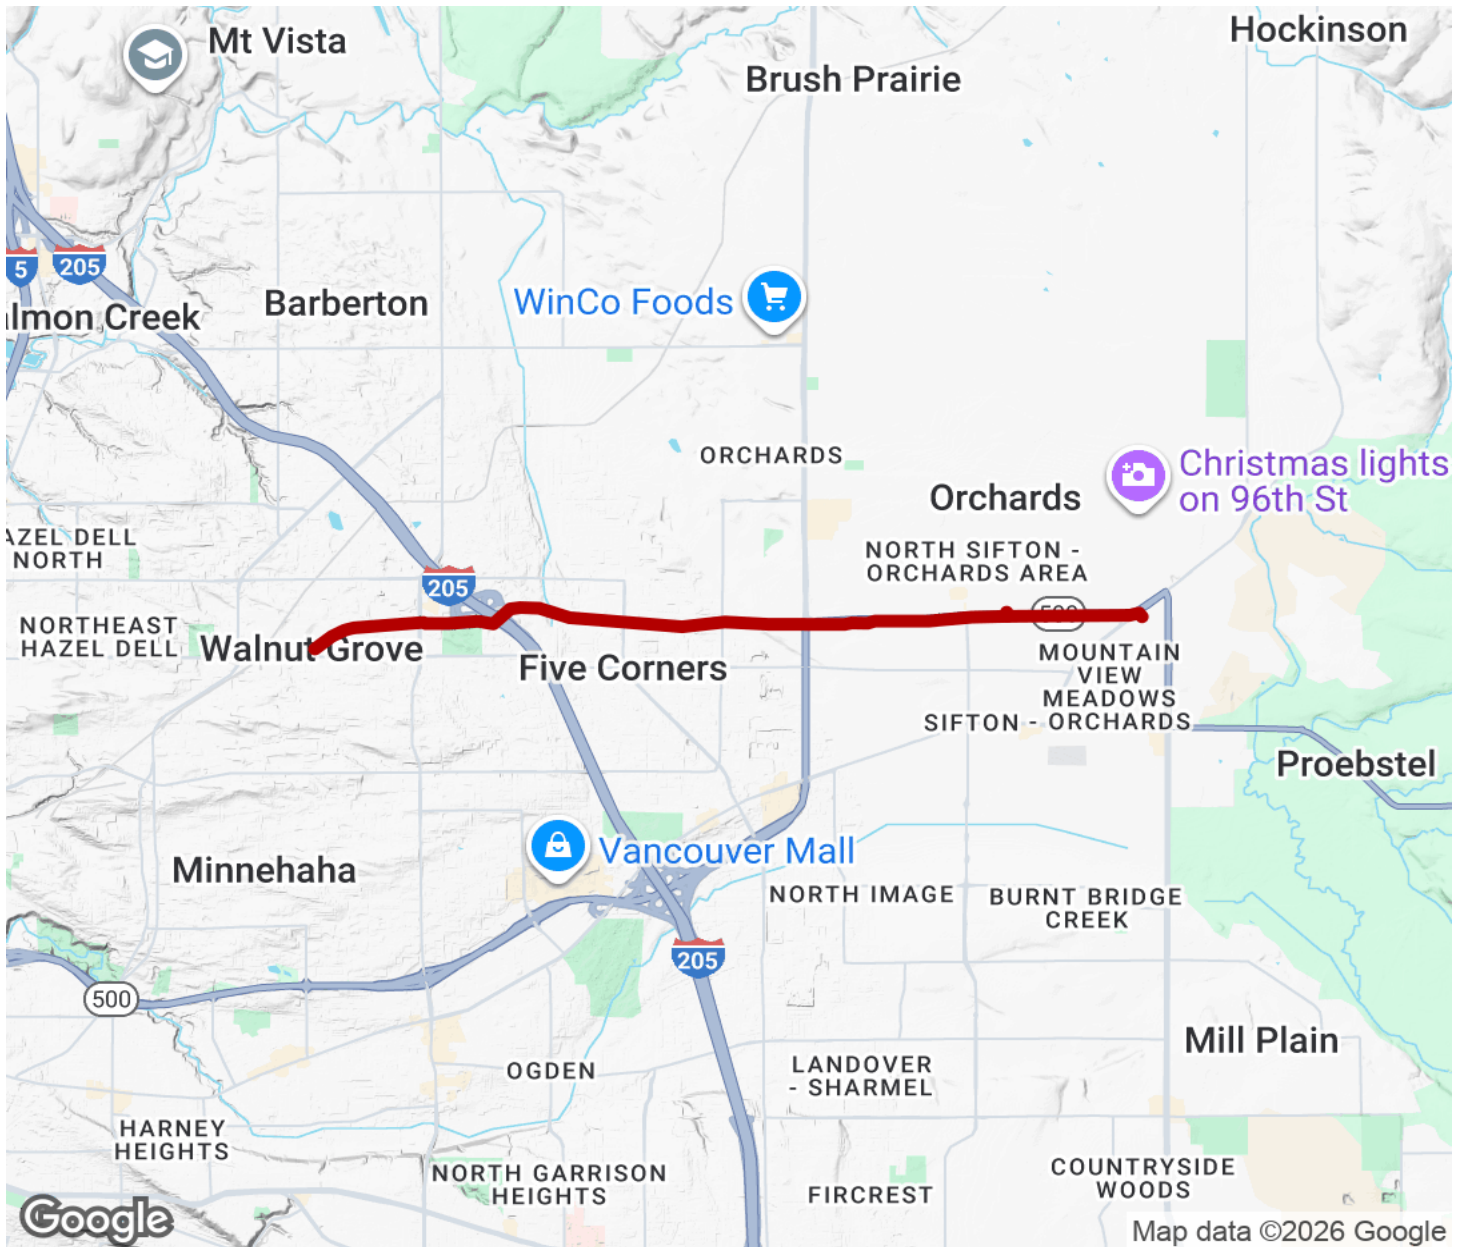 Hockinson
Mt Vista
Brush Prairie
5
205
lmon Creek
Barberton
WinCo Foods
ORCHARDS
Christmas lights
on 96th St
Orchards
AZEL DELL
NORTH
NORTH SIFTON -
ORCHARDS AREA
205
500
NORTHEAST
HAZEL DELL
Walnut Grove
Five Corners
MOUNTAIN
VIEW
MEADOWS
SIFTON - ORCHARDS
Proebstel
Vancouver Mall
Minnehaha
NORTH IMAGE
BURNT BRIDGE
CREEK
205
500
Mill Plain
OGDEN
LANDOVER
- SHARMEL
HARNEY
HEIGHTS
NORTH GARRISON
HEIGHTS
FIRCREST
COUNTRYSIDE
WOODS
Google
Map data ©2026 Google